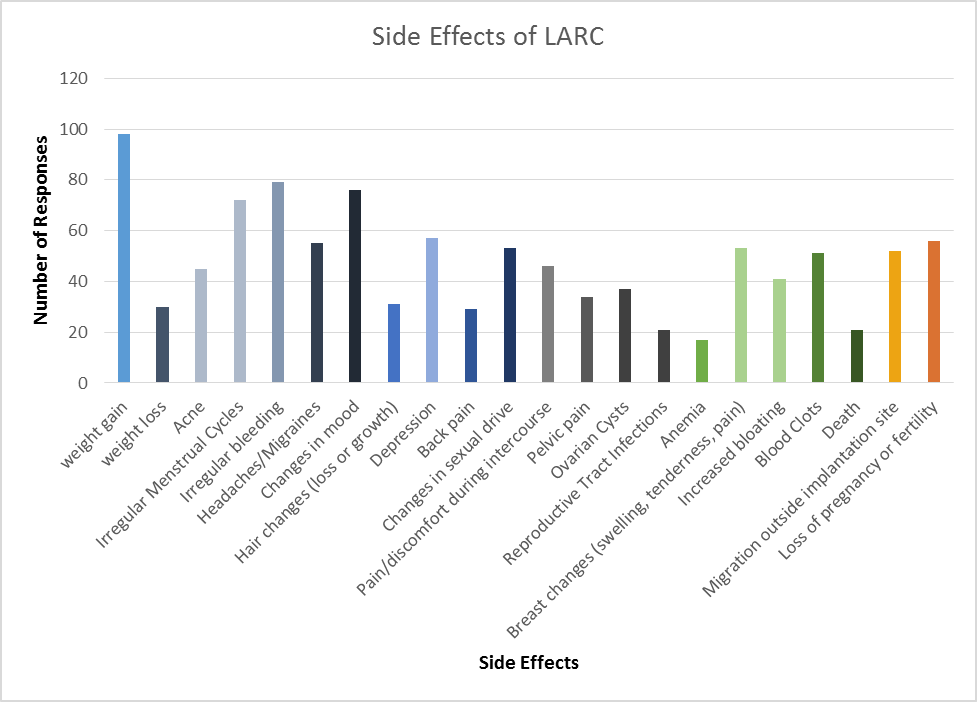 Side Effects of LARC
Number of Responses
120
100
80
60
40
20
0
weight gain
weight loss
Acne
Irregular Menstrual Cycles
Irregular bleeding
Headaches/Migraines
Changes in mood
Hair changes (loss or growth)
Depression
Back pain
Changes in sexual drive
Pain/discomfort during intercourse
Pelvic pain
Ovarian Cysts
Reproductive Tract Infections
Anemia
Breast changes (swelling, tenderness, pain)
Increased bloating
Blood Clots
Death
Migration outside implantation site
Loss of pregnancy or fertility
Side Effects